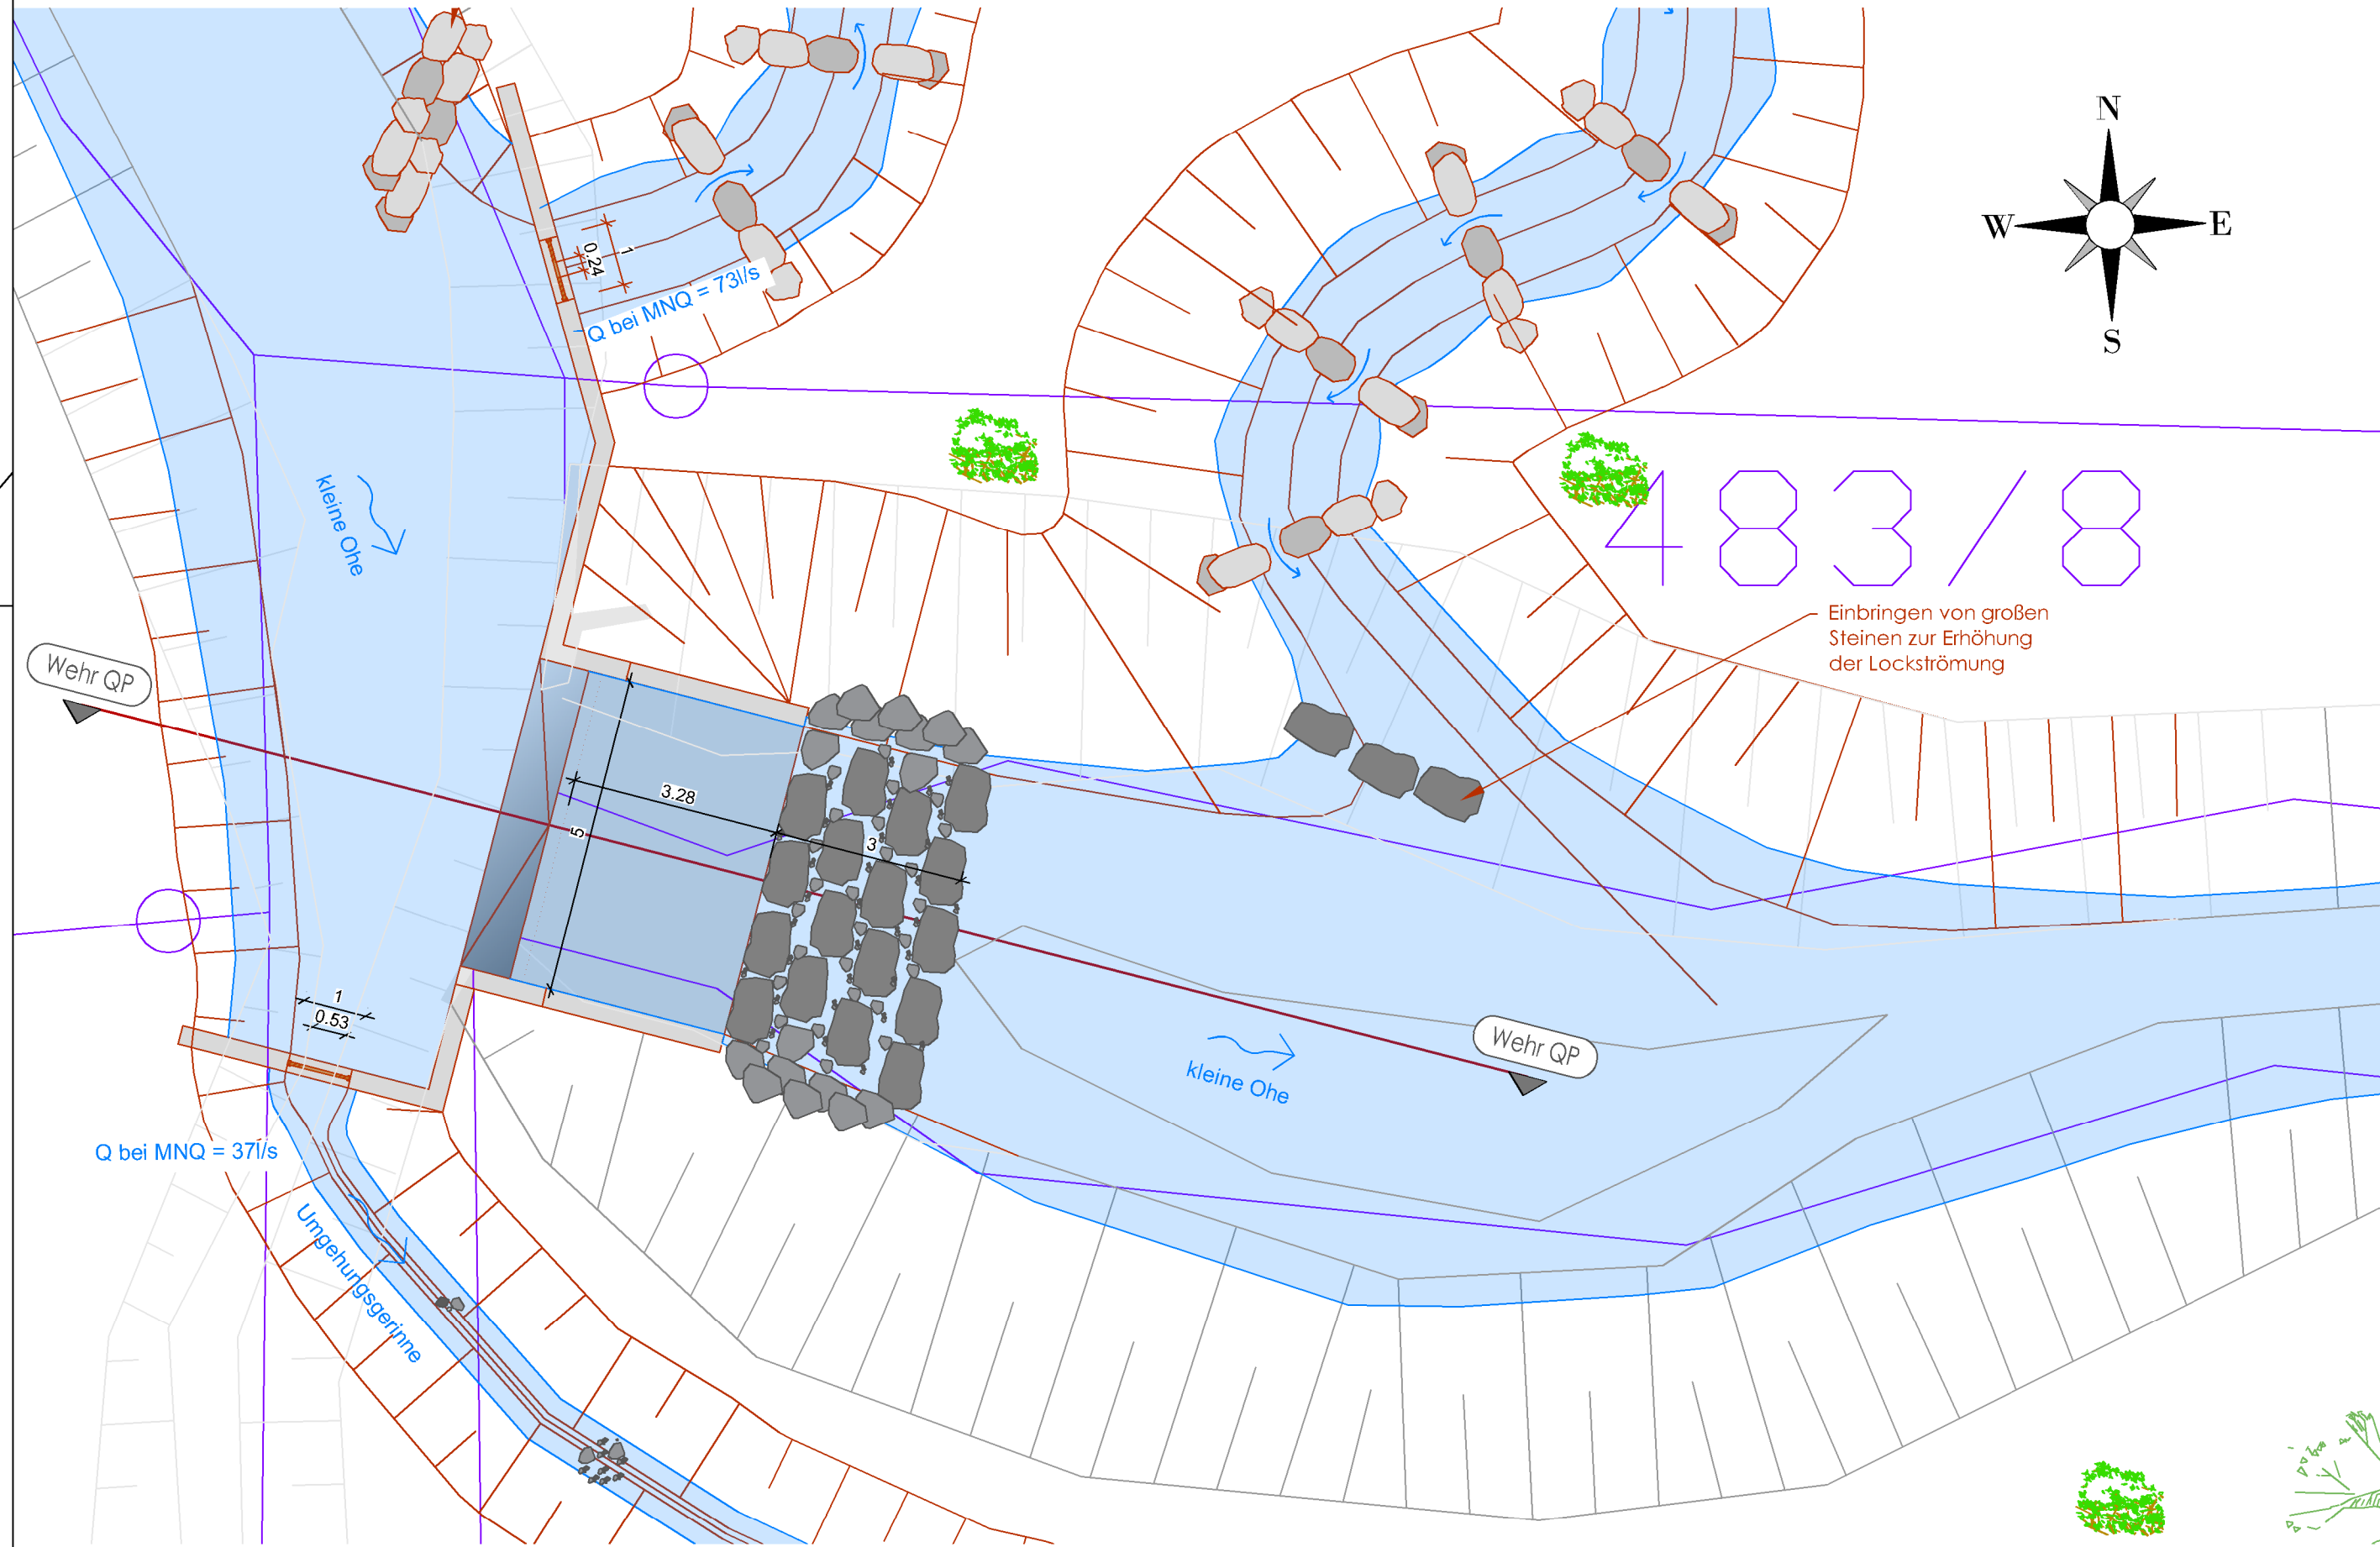 N
W
E
S
0.24
1
Q bei MNQ = 73l/s
kleine Ohe
483/8
Einbringen von großen
Steinen zur Erhöhung
der Lockströmung
Wehr QP
3.28
5
3
1
0.53
kleine Ohe
Wehr QP
Q bei MNQ = 37l/s
Umgehungsgerinne